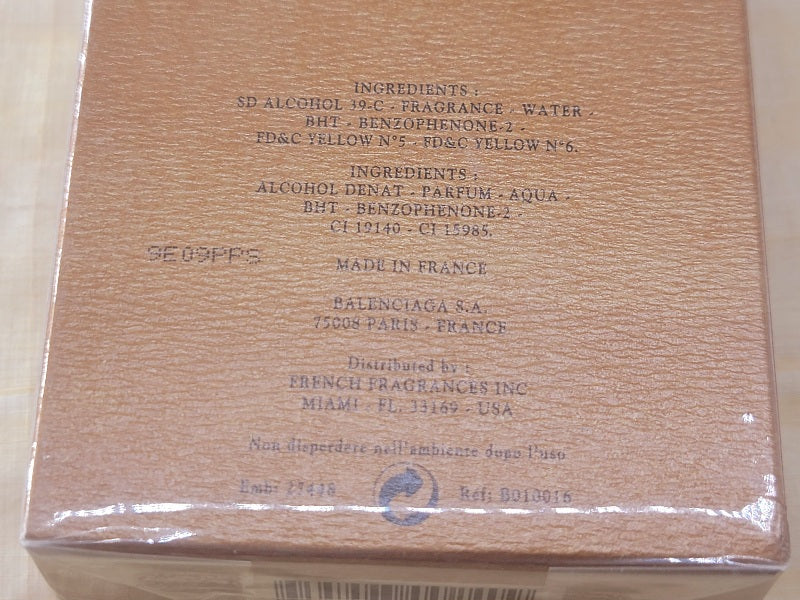 INGREDIENTS :
SD ALCOHOL 39-C - FRAGRANCE - WATER -
BHT - BENZOPHENONE-2 -
FD&C YELLOW N°5 - FD&C YELLOW N°6.
INGREDIENTS :
ALCOHOL DENAT - PARFUM - AQUA -
BHT - BENZOPHENONE-2 -
CI 19140 - CI 15985.
9E09PPS
MADE IN FRANCE
BALENCIAGA S.A.
75008 PARIS - FRANCE
Distributed by :
FRENCH FRAGRANCES INC
MIAMI - FL. 33169 - USA
Non disperdere nell'ambiente dopo l'uso
Emb: Réf: B010016